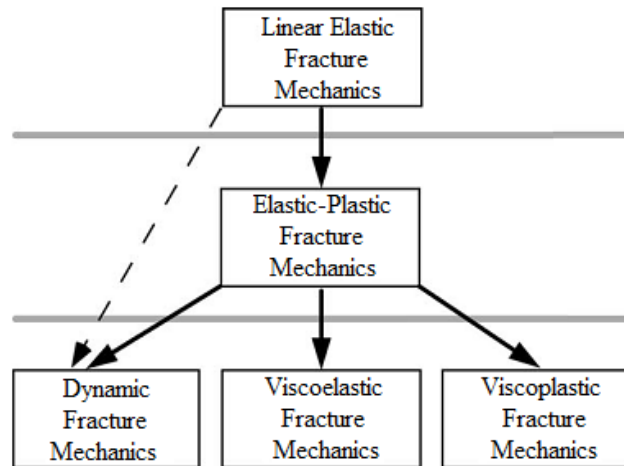 Linear Elastic
Fracture
Mechanics
Elastic-Plastic
Fracture
Mechanics
Dynamic
Fracture
Mechanics
Viscoelastic
Fracture
Mechanics
Viscoplastic
Fracture
Mechanics